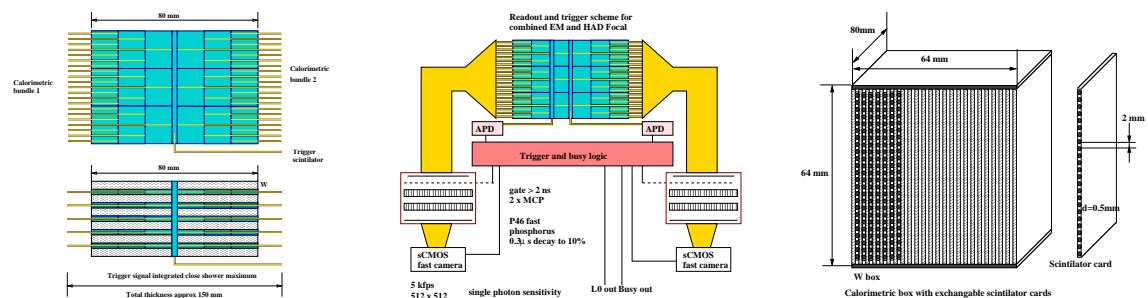 80 mm
Calorimetric
bundle 1
Calorimetric
bundle 2
Trigger
scintilator
80 mm
W
Trigger signal integrated close shower maximum
Total thickness approx 150 mm
Readout and trigger scheme for
combined EM and HAD Focal
APD
APD
Trigger and busy logic
gate > 2 ns
2 x MCP
P46 fast
phosphorus
0.3μ s decay to 10%
sCMOS
fast camera
sCMOS
fast camera
5 kfps
512 x 512
single photon sensitivity
L0 out Busy out
80mm
64 mm
64 mm
2 mm
d=0.5mm
Scintilator card
W box
Calorimetric box with exchangable scintilator cards